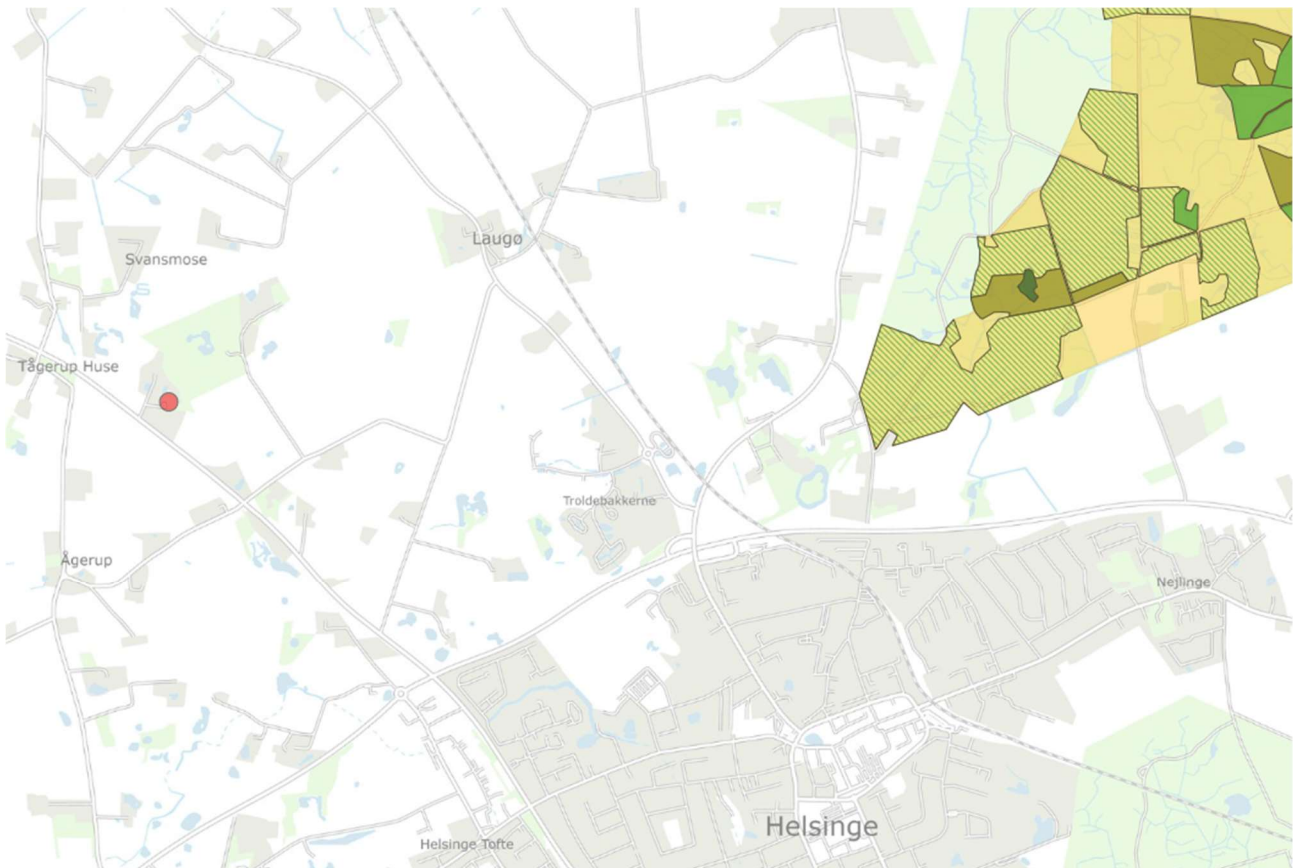 Laugø
Svansmose
Tågerup Huse
Troldebakkerne
Ågerup
Nejlinge
Helsinge
Helsinge Tofte